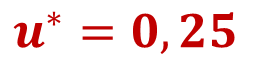 u* = 0,25